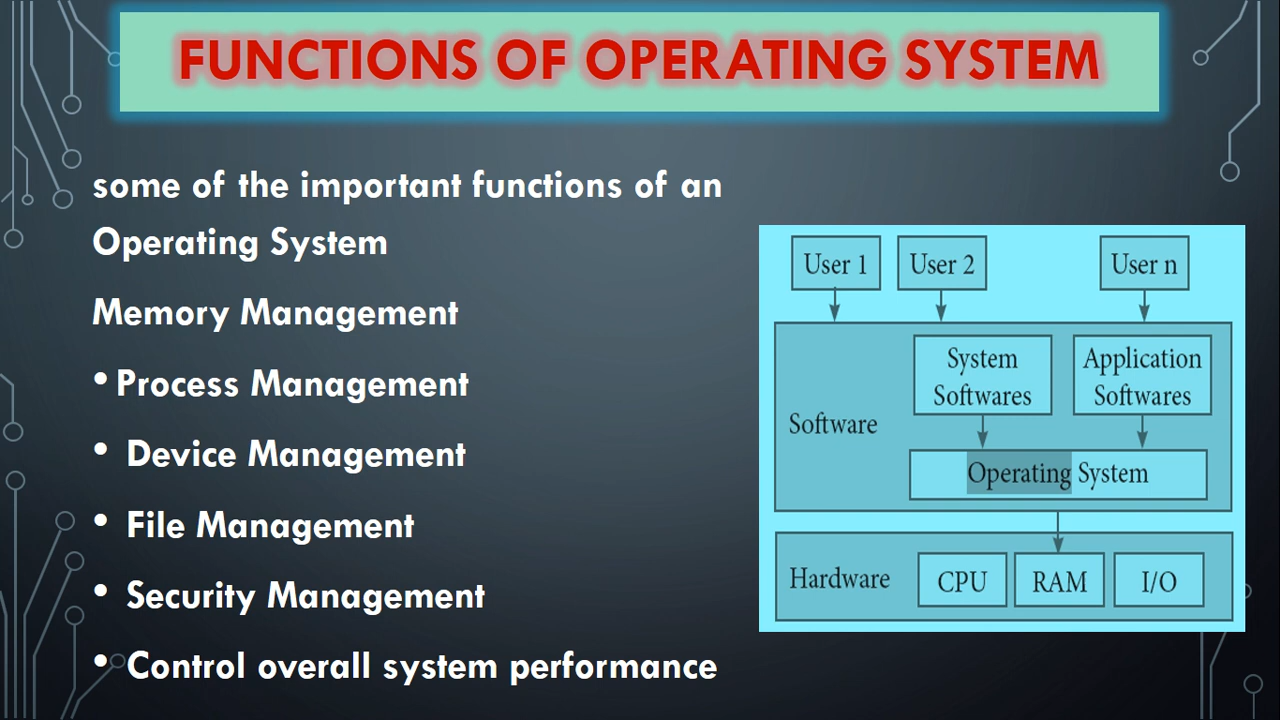 FUNCTIONS OF OPERATING SYSTEM
some of the important functions of an
Operating System
Memory Management
• Process Management
• Device Management
• File Management
• Security Management
• Control overall system performance
User 1
User 2
User n
System
Softwares
Application
Softwares
Software
Operating System
Hardware
CPU
RAM
I/O